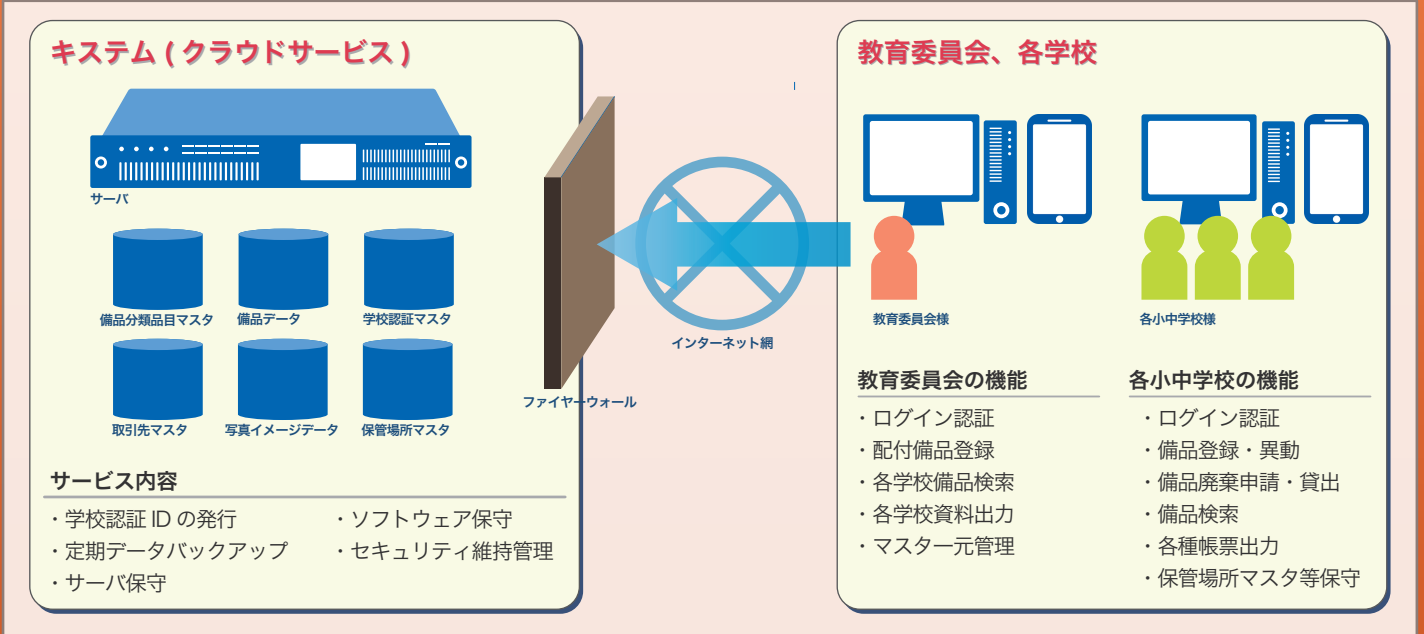 キステム ( クラウドサービス )
サーバ
備品分類品目マスタ
備品データ
学校認証マスタ
取引先マスタ
写真イメージデータ
保管場所マスタ
サービス内容
・学校認証 ID の発行
・定期データバックアップ
・サーバ保守
・ソフトウェア保守
・セキュリティ維持管理
ファイヤーウォール
インターネット網
教育委員会、各学校
教育委員会様
各小中学校様
教育委員会の機能
・ログイン認証
・配付備品登録
・各学校備品検索
・各学校資料出力
・マスター元管理
各小中学校の機能
・ログイン認証
・備品登録・異動
・備品廃棄申請・貸出
・備品検索
・各種帳票出力
・保管場所マスタ等保守